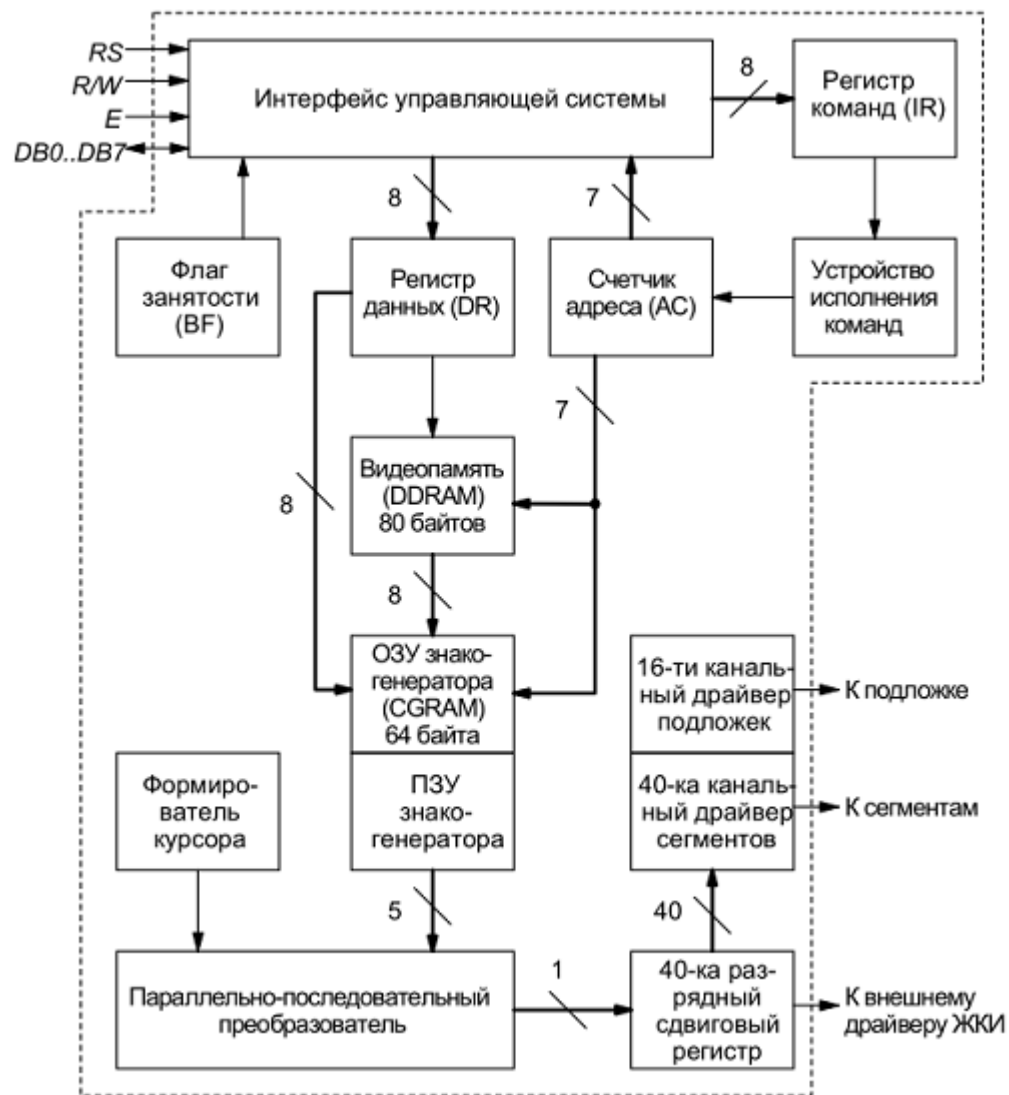 RS
R/W
E
DB0..DB7
Интерфейс управляющей системы
8
Регистр
команд (IR)
8
7
Флаг
занятости
(BF)
Регистр
данных (DR)
Счетчик
адреса (AC)
Устройство
исполнения
команд
7
8
Видеопамять
(DDRAM)
80 байтов
8
ОЗУ знако-
генератора
(CGRAM)
64 байта
16-ти каналь-
ный драйвер
подложек
К подложке
Формиро-
ватель
курсора
ПЗУ
знако-
генератора
40-ка каналь-
ный драйвер
сегментов
К сегментам
5
40
Параллельно-последовательный
преобразователь
1
40-ка раз-
рядный
сдвиговый
регистр
К внешнему
драйверу ЖКИ